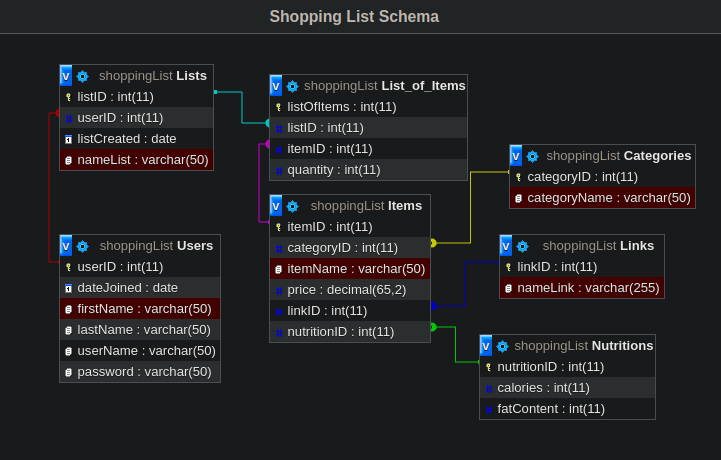 Shopping List Schema
v shoppingList Lists
listID : int(11)
userID : int(11)
listCreated : date
nameList : varchar(50)
v shoppingList List_of_Items
listOfItems : int(11)
listID : int(11)
itemID : int(11)
quantity : int(11)
v shoppingList Categories
categoryID : int(11)
categoryName : varchar(50)
v shoppingList Items
itemID : int(11)
categoryID : int(11)
itemName : varchar(50)
price : decimal(65,2)
linkID : int(11)
nutritionID : int(11)
v shoppingList Users
userID : int(11)
dateJoined : date
firstName : varchar(50)
lastName : varchar(50)
userName : varchar(50)
password : varchar(50)
v shoppingList Links
linkID : int(11)
nameLink : varchar(255)
v shoppingList Nutritions
nutritionID : int(11)
calories : int(11)
fatContent : int(11)